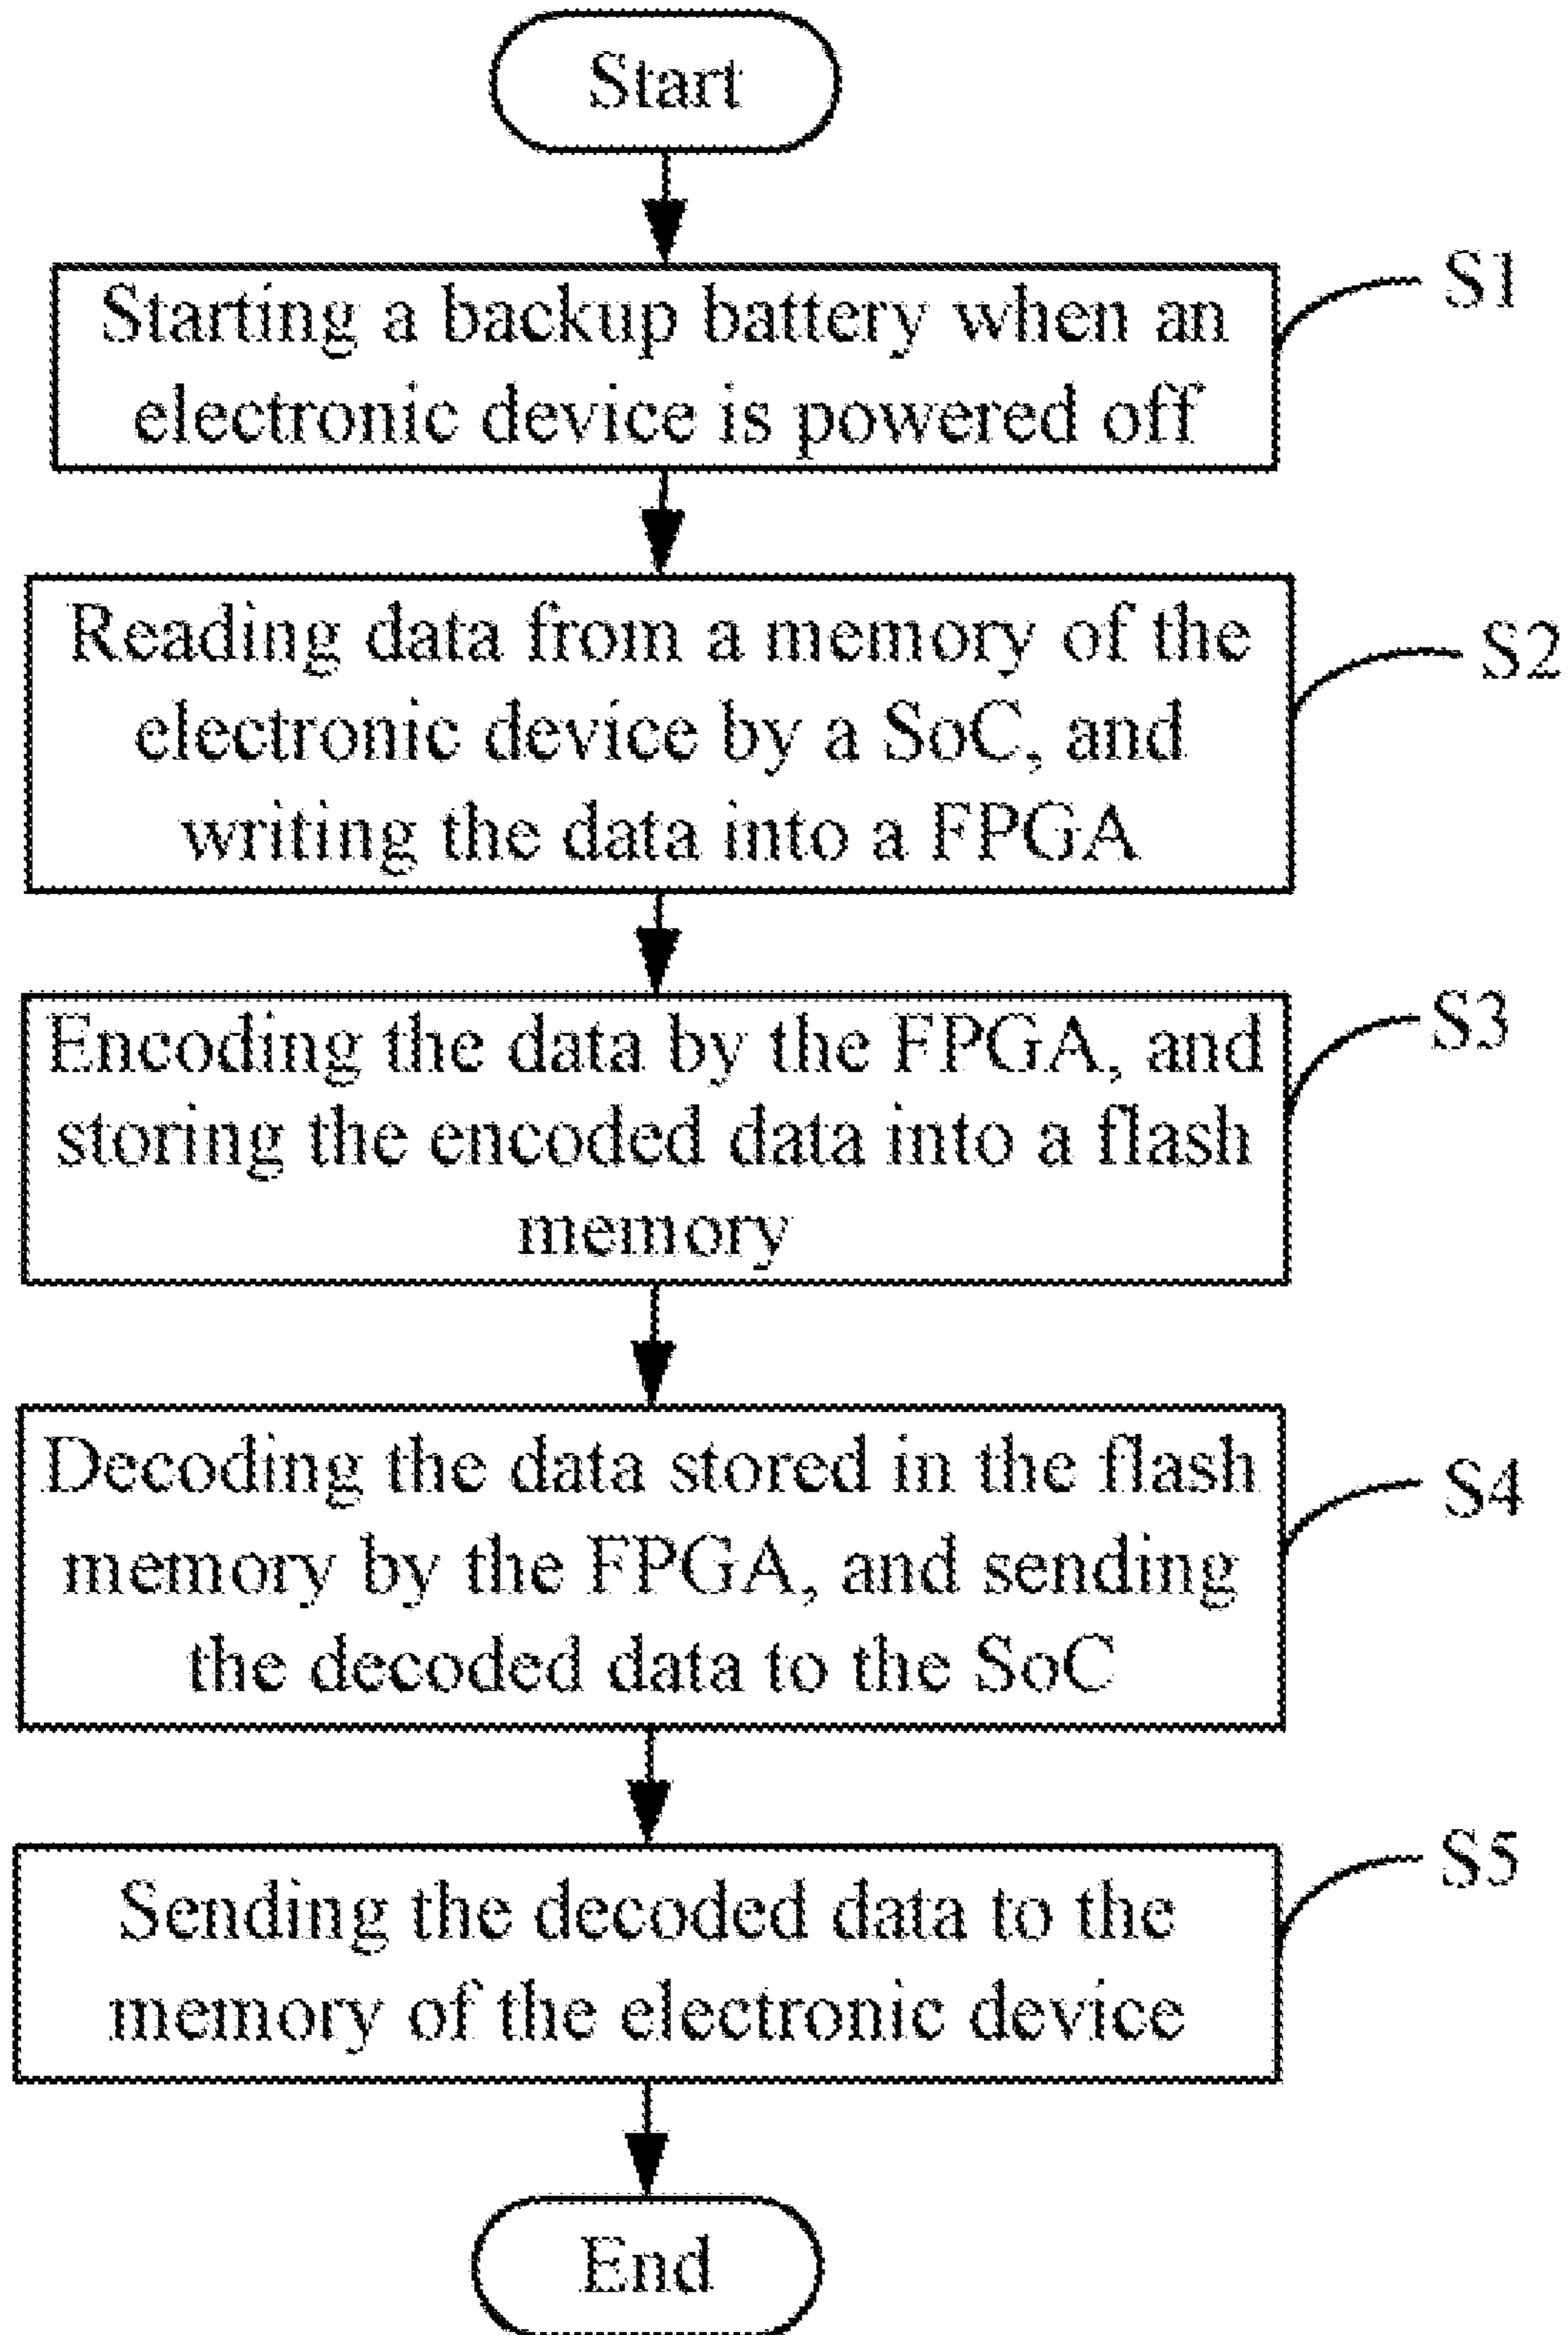 Start
Starting a backup battery when an
electronic device is powered off
S1
Reading data from a memory of the
electronic device by a SoC, and
writing the data into a FPGA
S2
Encoding the data by the FPGA, and
storing the encoded data into a flash
memory
S3
Decoding the data stored in the flash
memory by the FPGA, and sending
the decoded data to the SoC
S4
Sending the decoded data to the
memory of the electronic device
S5
End